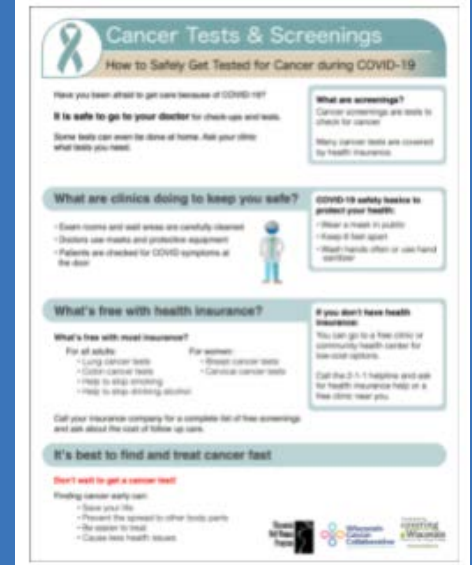 Cancer Tests & Screenings
How to Safely Get Tested for Cancer during COVID-19
Have you been afraid to get care because of COVID-19?
It is safe to go to your doctor for check-ups and tests.
Some tests can even be done at home. Ask your clinic
what tests you need.
What are screenings?
Cancer screenings are tests to
check for cancer.
Many cancer tests are covered
by health insurance.
What are clinics doing to keep you safe?
• Exam rooms and wait areas are carefully cleaned
• Doctors use masks and protective equipment
• Patients are checked for COVID symptoms at
the door
COVID-19 safety basics to
protect your health:
• Wear a mask in public
• Keep 6 feet apart
• Wash hands often or use hand
sanitizer
What's free with health insurance?
What's free with most insurance?
For all adults:
• Lung cancer tests
• Colon cancer tests
• Help to stop smoking
• Help to stop drinking alcohol
For women:
• Breast cancer tests
• Cervical cancer tests
Call your insurance company for a complete list of free screenings
and ask about the cost of follow up care.
If you don't have health
insurance:
You can go to a free clinic or
community health center for
low-cost options.
Call the 2-1-1 helpline and ask
for health insurance help or a
free clinic near you.
It's best to find and treat cancer fast
Don't wait to get a cancer test!
Finding cancer early can:
• Save your life
• Prevent the spread to other body parts
• Be easier to treat
• Cause less health issues
Wisconsin
Cancer
Collaborative
covering
Wisconsin